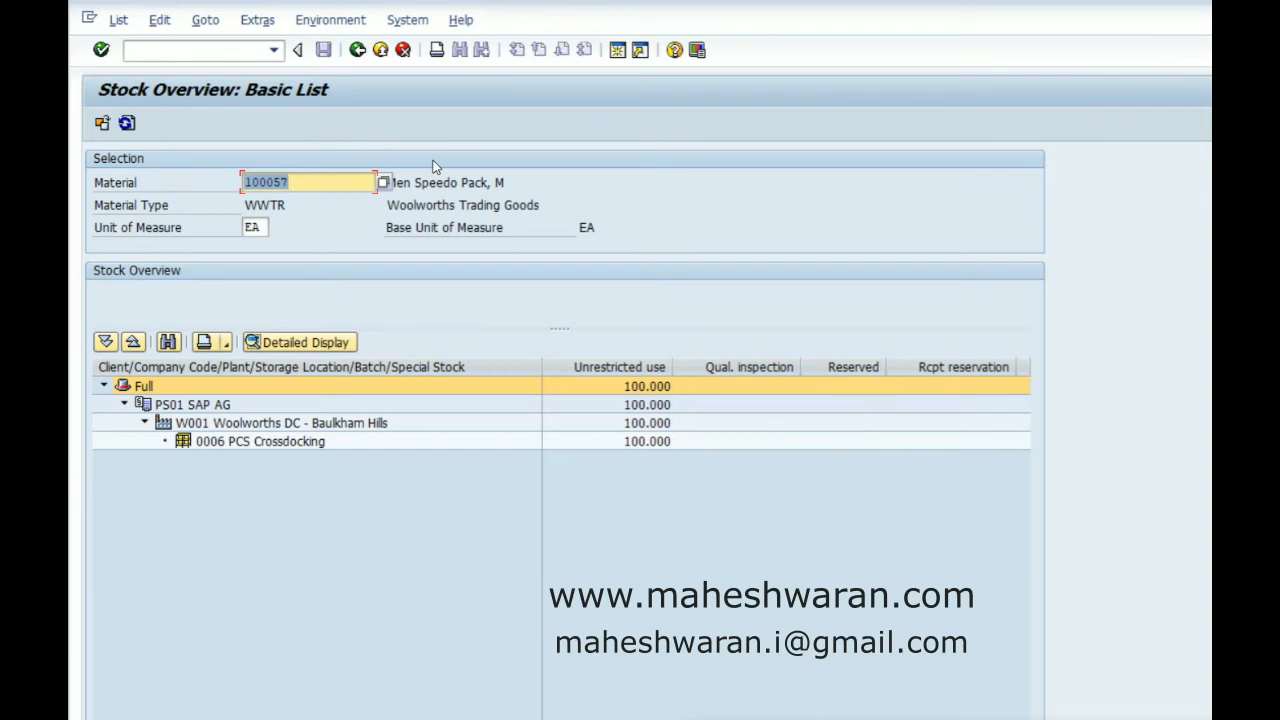 List Edit Goto Extras Environment System Help
Stock Overview: Basic List
Selection
Material 100057 Men Speedo Pack, M
Material Type WWTR Woolworths Trading Goods
Unit of Measure EA Base Unit of Measure EA
Stock Overview
Detailed Display
Client/Company Code/Plant/Storage Location/Batch/Special Stock Unrestricted use Qual. inspection Reserved Rcpt reservation
Full 100.000
PS01 SAP AG 100.000
W001 Woolworths DC - Baulkham Hills 100.000
0006 PCS Crossdocking 100.000
www.maheshwaran.com
maheshwaran.i@gmail.com